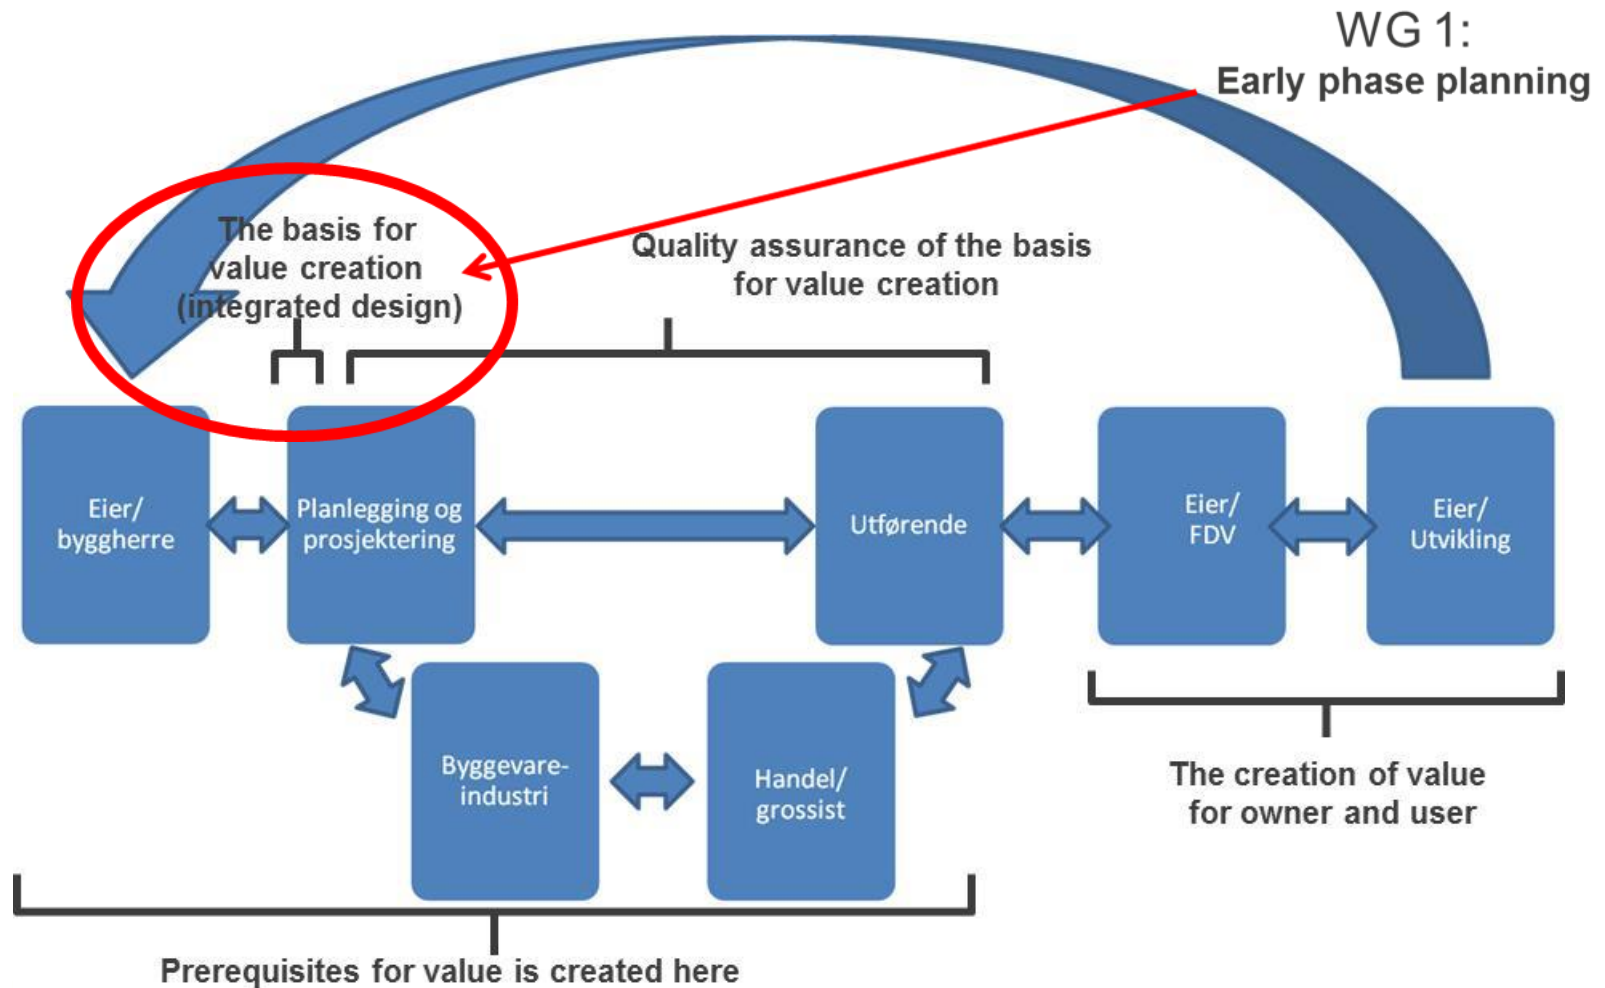 WG 1:
Early phase planning
The basis for
value creation
(integrated design)
Quality assurance of the basis
for value creation
Eier/
byggherre
Planlegging og
prosjektering
Utførende
Eier/
FDV
Eier/
Utvikling
Byggevare-
industri
Handel/
grossist
The creation of value
for owner and user
Prerequisites for value is created here